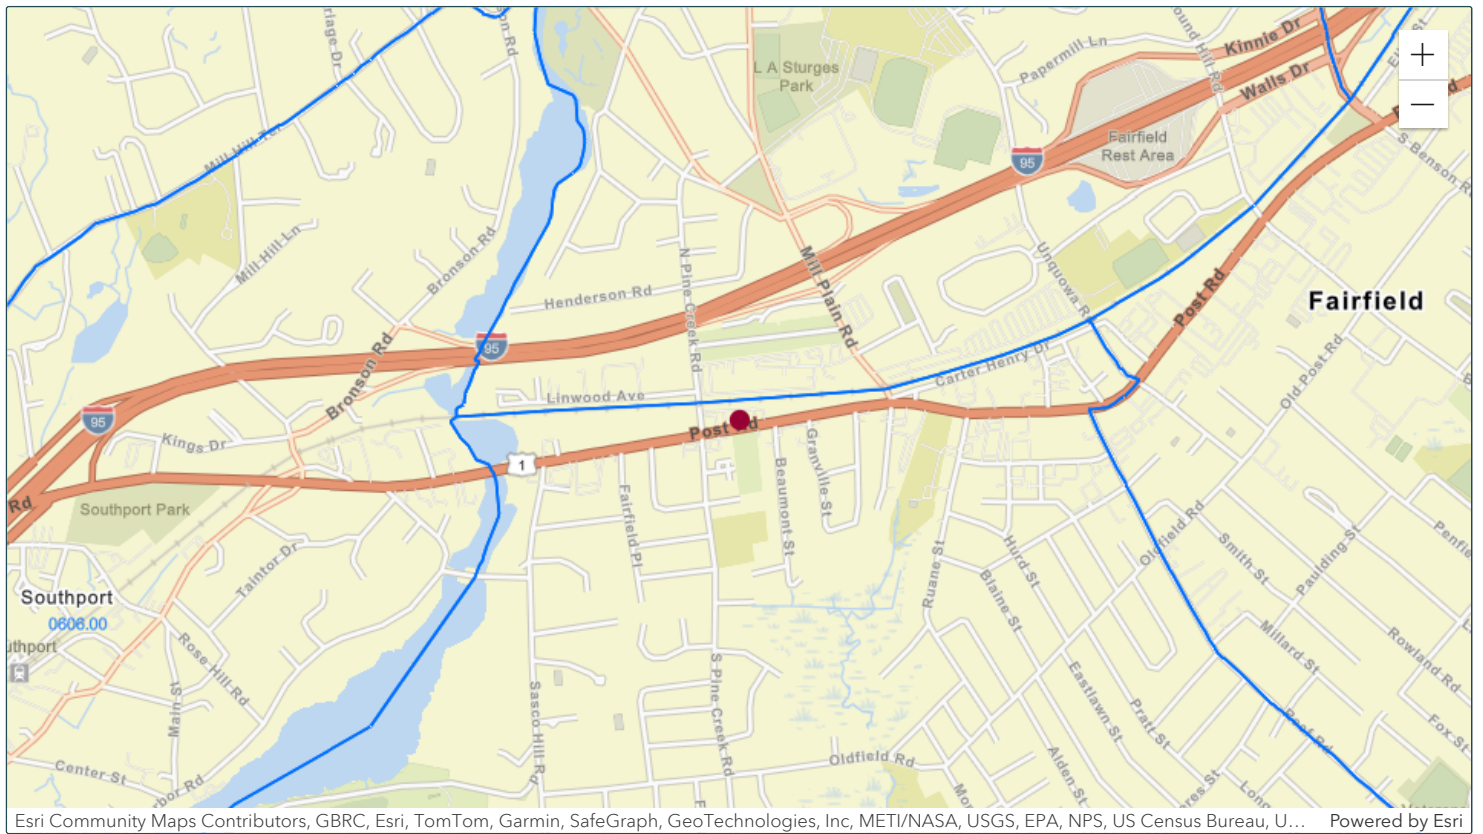 Kinnie Dr
Papermill Ln
Walls Dr
L A Sturges
Park
Fairfield
Rest Area
95
S-Benson Rd
Mill Hill Ter
Mill-Hill-Ln
Bronson Rd
Henderson Rd
N Pine Creek Rd
Mill Plain Rd
Unquowa Rd
Post Rd
Fairfield
95
Carter Henry Dr
Old Post Rd
Bronson Rd
Linwood Ave
95
Kings Dr
Post Rd
1
Rd
Southport Park
Fairfield Pl
Beaumont St
Granville St
Ruane St
Hurd-St
Blaine-St
Oldfield Rd
Smith-St
Paulding-St
Penfie
Taintor Dr
Southport
0606.00
uthport
Rose Hill Rd
Main St
Sasco Hill R
S Pine Creek Rd
Millard-St
Rowland-Rd
Eastlawn-St
Pratt-St
Reef Rd
Fox-St
Center St
rbor Rd
Oldfield Rd
Alden-St
Esri Community Maps Contributors, GBRC, Esri, TomTom, Garmin, SafeGraph, GeoTechnologies, Inc, METI/NASA, USGS, EPA, NPS, US Census Bureau, U... Powered by Esri